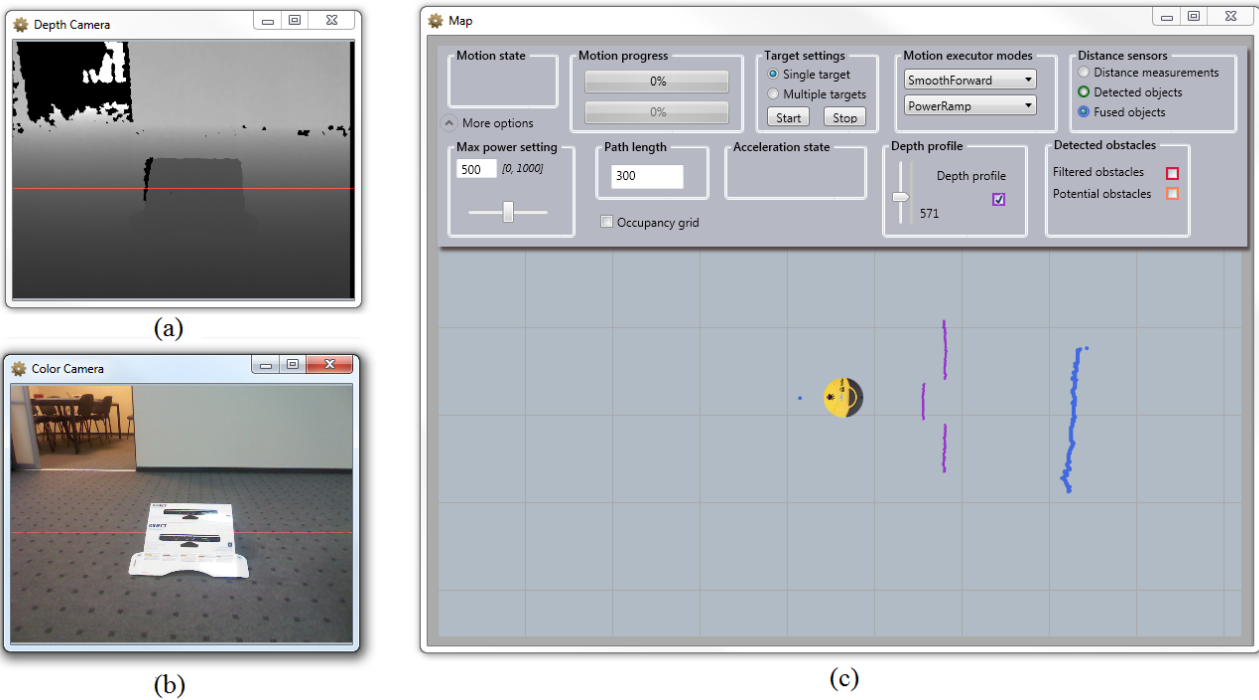 Depth Camera
(a)
Color Camera
(b)
Map
Motion state
Motion progress
0%
0%
Target settings
Single target
Multiple targets
Start
Stop
Motion executor modes
SmoothForward
PowerRamp
Distance sensors
Distance measurements
Detected objects
Fused objects
More options
Max power setting
500 [0, 1000]
Path length
300
Occupancy grid
Acceleration state
Depth profile
Depth profile
571
Detected obstacles
Filtered obstacles
Potential obstacles
(c)